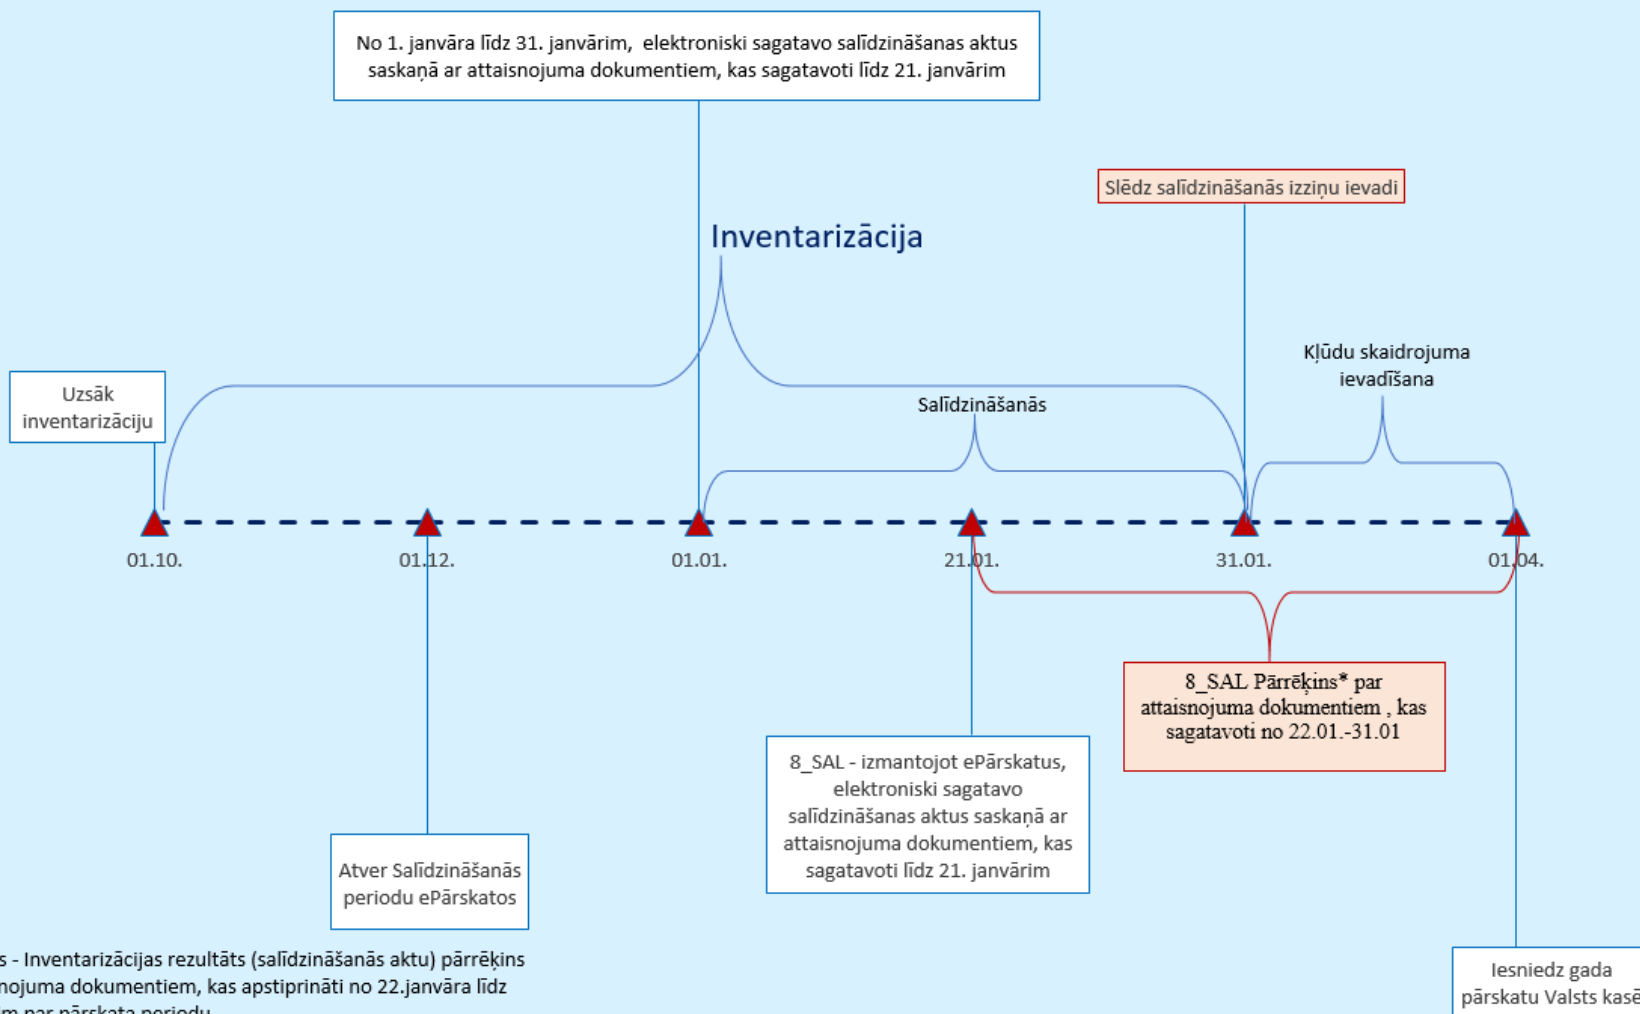 No 1. janvāra līdz 31. janvārim, elektroniski sagatavo salīdzināšanas aktus
saskaņā ar attaisnojuma dokumentiem, kas sagatavoti līdz 21. janvārim
Slēdz salīdzināšanās izziņu ievadi
Inventarizācija
Kļūdu skaidrojuma
ievadīšana
Uzsāk
inventarizāciju
Salīdzināšanās
01.10.
01.12.
01.01.
21.01.
31.01.
01.04.
8_SAL Pārrēķins* par
attaisnojuma dokumentiem , kas
sagatavoti no 22.01.-31.01
8_SAL - izmantojot ePārskatus,
elektroniski sagatavo
salīdzināšanas aktus saskaņā ar
attaisnojuma dokumentiem, kas
sagatavoti līdz 21. janvārim
Atver Salīdzināšanās
periodu ePārskatos
- Inventarizācijas rezultāts (salīdzināšanās aktu) pārrēķins
dokumentiem, kas apstiprināti no 22.janvāra līdz
par pārskata periodu
Iesniedz gada
pārskatu Valsts kasē